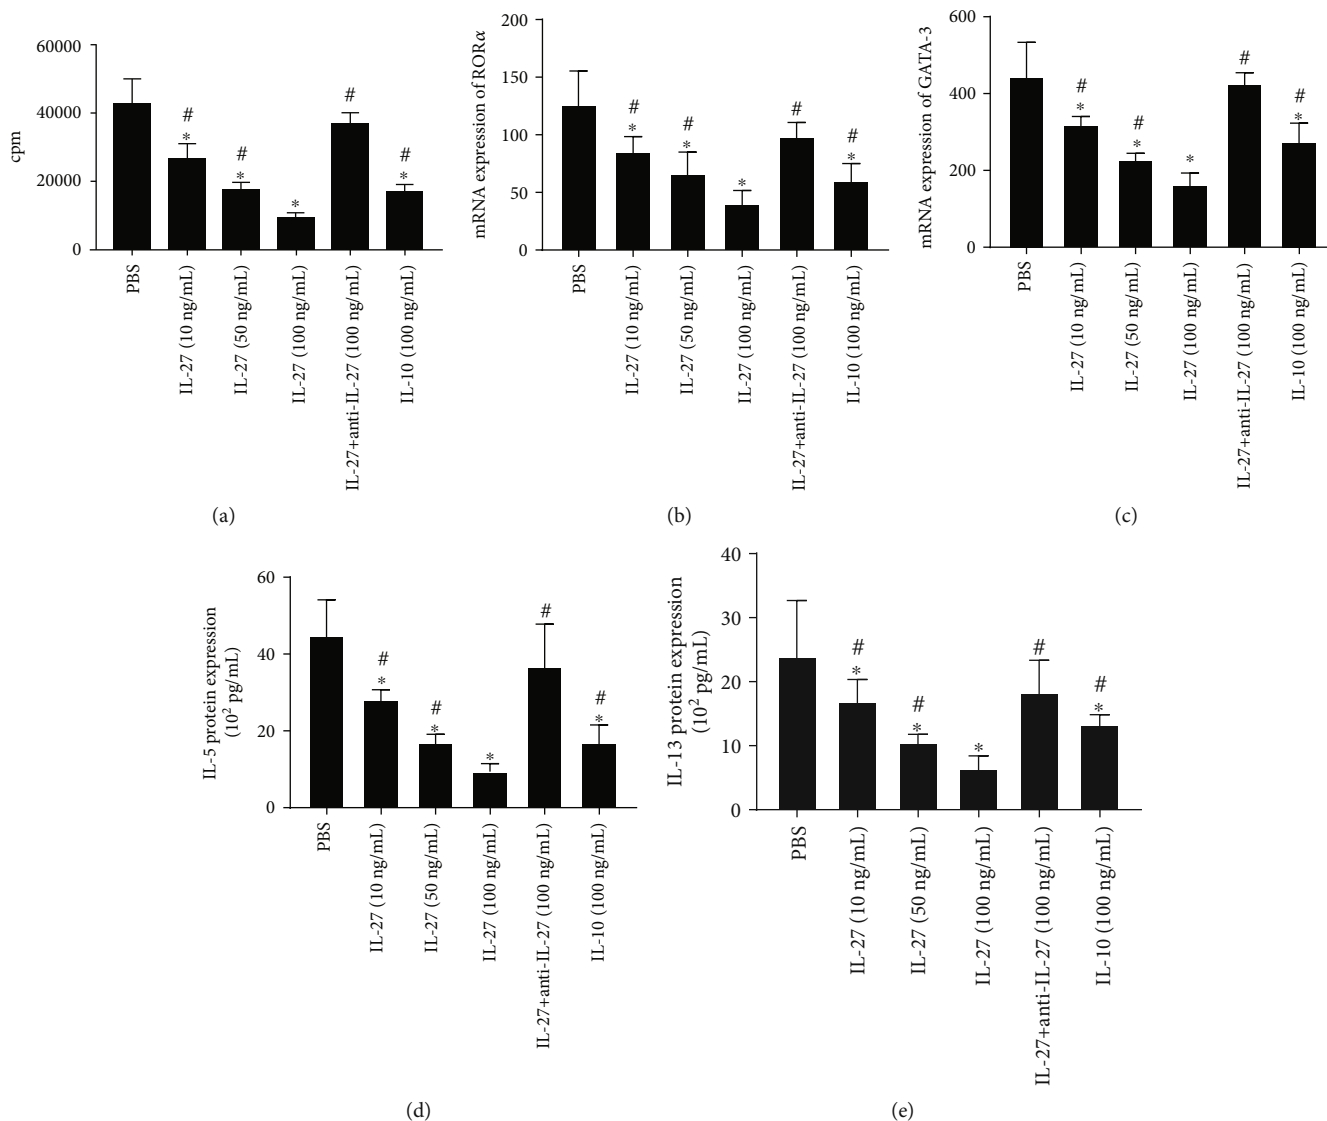 60000
40000
20000
0
cpm
#
*
#
*
*
#
#
*
PBS
IL-27 (10 ng/mL)
IL-27 (50 ng/mL)
IL-27 (100 ng/mL)
IL-27+anti-IL-27 (100 ng/mL)
IL-10 (100 ng/mL)
(a)
200
150
100
50
0
mRNA expression of RORα
#
*
#
*
*
#
#
*
PBS
IL-27 (10 ng/mL)
IL-27 (50 ng/mL)
IL-27 (100 ng/mL)
IL-27+anti-IL-27 (100 ng/mL)
IL-10 (100 ng/mL)
(b)
600
400
200
0
mRNA expression of GATA-3
#
*
#
*
*
#
#
*
PBS
IL-27 (10 ng/mL)
IL-27 (50 ng/mL)
IL-27 (100 ng/mL)
IL-27+anti-IL-27 (100 ng/mL)
IL-10 (100 ng/mL)
(c)
60
40
20
0
IL-5 protein expression
(10² pg/mL)
#
*
#
*
*
#
#
*
PBS
IL-27 (10 ng/mL)
IL-27 (50 ng/mL)
IL-27 (100 ng/mL)
IL-27+anti-IL-27 (100 ng/mL)
IL-10 (100 ng/mL)
(d)
40
30
20
10
0
IL-13 protein expression
(10² pg/mL)
#
*
#
*
*
#
#
*
PBS
IL-27 (10 ng/mL)
IL-27 (50 ng/mL)
IL-27 (100 ng/mL)
IL-27+anti-IL-27 (100 ng/mL)
IL-10 (100 ng/mL)
(e)